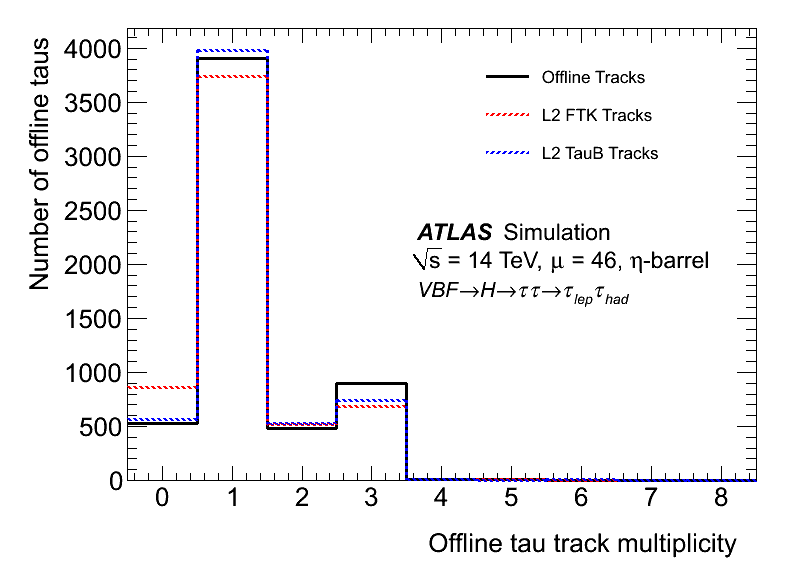 Number of offline taus
4000
3500
3000
2500
2000
1500
1000
500
0
Offline Tracks
L2 FTK Tracks
L2 TauB Tracks
ATLAS Simulation
√s = 14 TeV, μ = 46, η-barrel
VBF→H→ττ→τ_lep τ_had
0 1 2 3 4 5 6 7 8
Offline tau track multiplicity